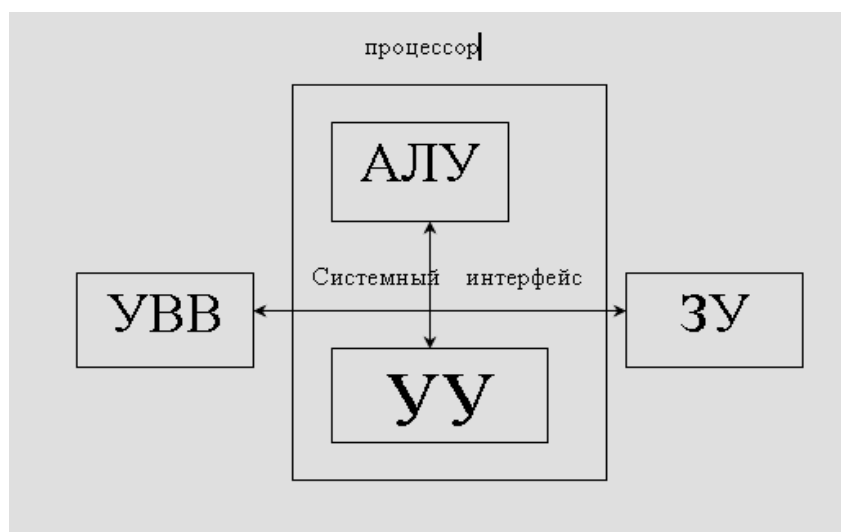 процессор
АЛУ
Системный интерфейс
УВВ
ЗУ
УУ